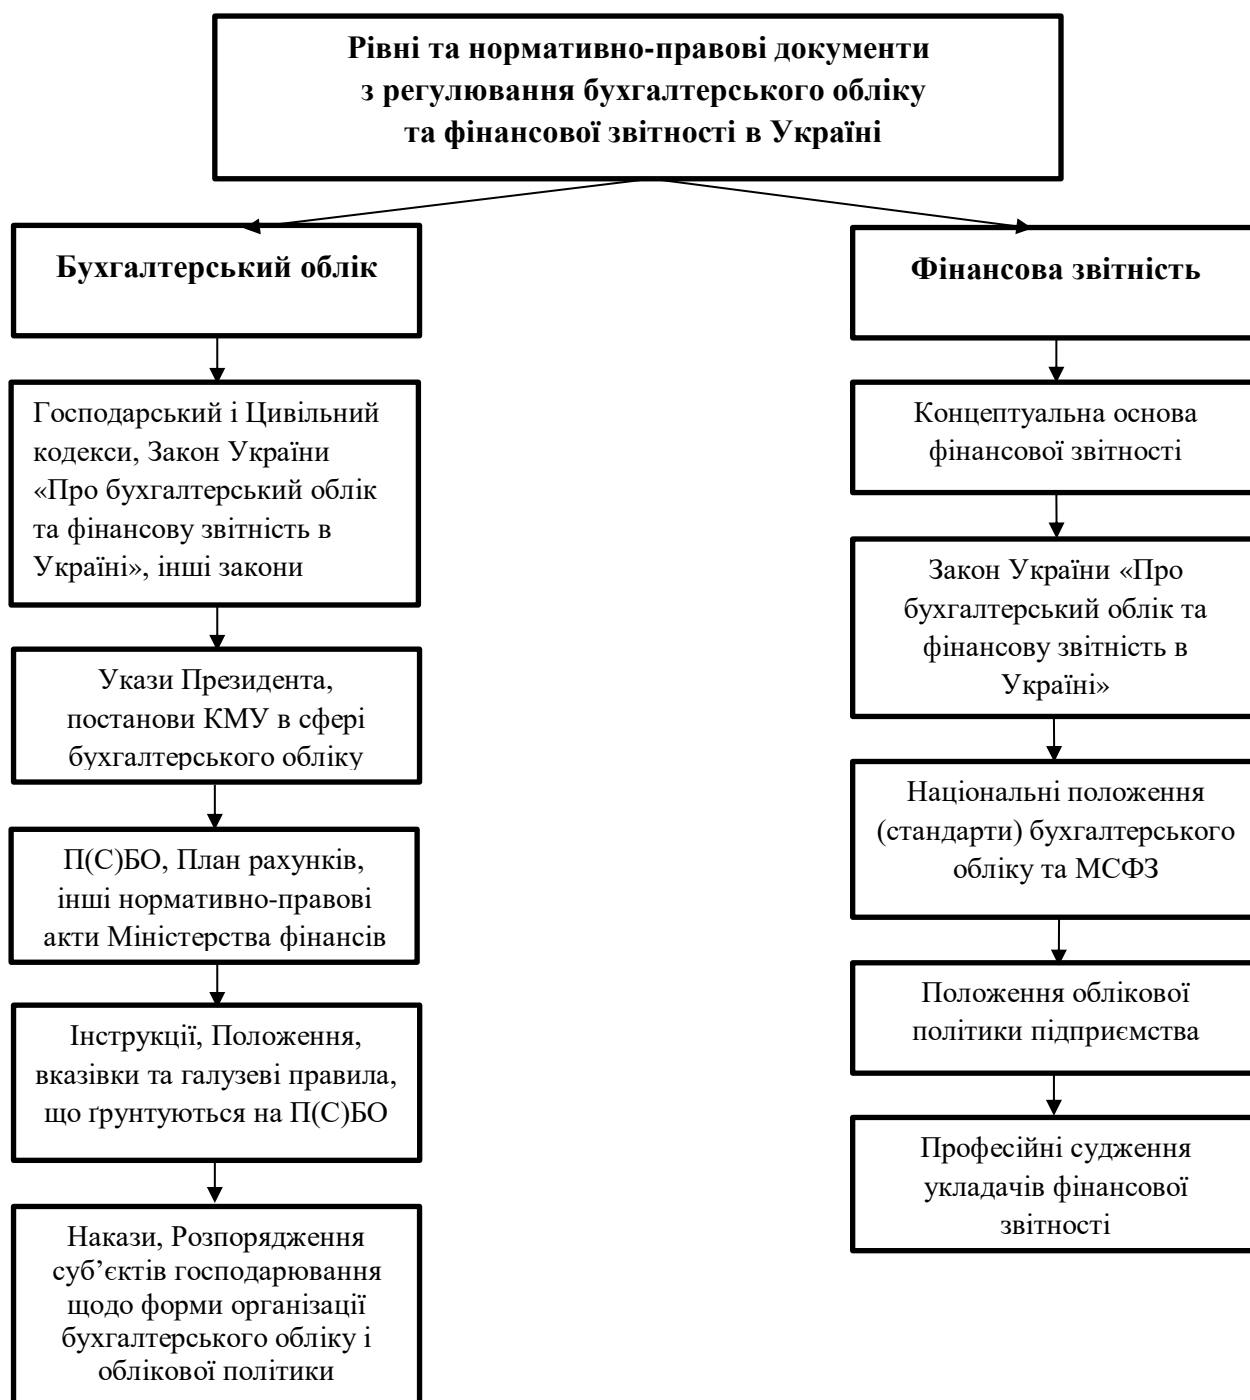 Рівні та нормативно-правові документи
з регулювання бухгалтерського обліку
та фінансової звітності в Україні
Бухгалтерський облік
Господарський і Цивільний
кодекси, Закон України
«Про бухгалтерський облік
та фінансову звітність в
Україні», інші закони
Укази Президента,
постанови КМУ в сфері
бухгалтерського обліку
П(С)БО, План рахунків,
інші нормативно-правові
акти Міністерства фінансів
Інструкції, Положення,
вказівки та галузеві правила,
що ґрунтуються на П(С)БО
Накази, Розпорядження
суб’єктів господарювання
щодо форми організації
бухгалтерського обліку і
облікової політики
Фінансова звітність
Концептуальна основа
фінансової звітності
Закон України «Про
бухгалтерський облік та
фінансову звітність в
Україні»
Національні положення
(стандарти) бухгалтерського
обліку та МСФЗ
Положення облікової
політики підприємства
Професійні судження
укладачів фінансової
звітності